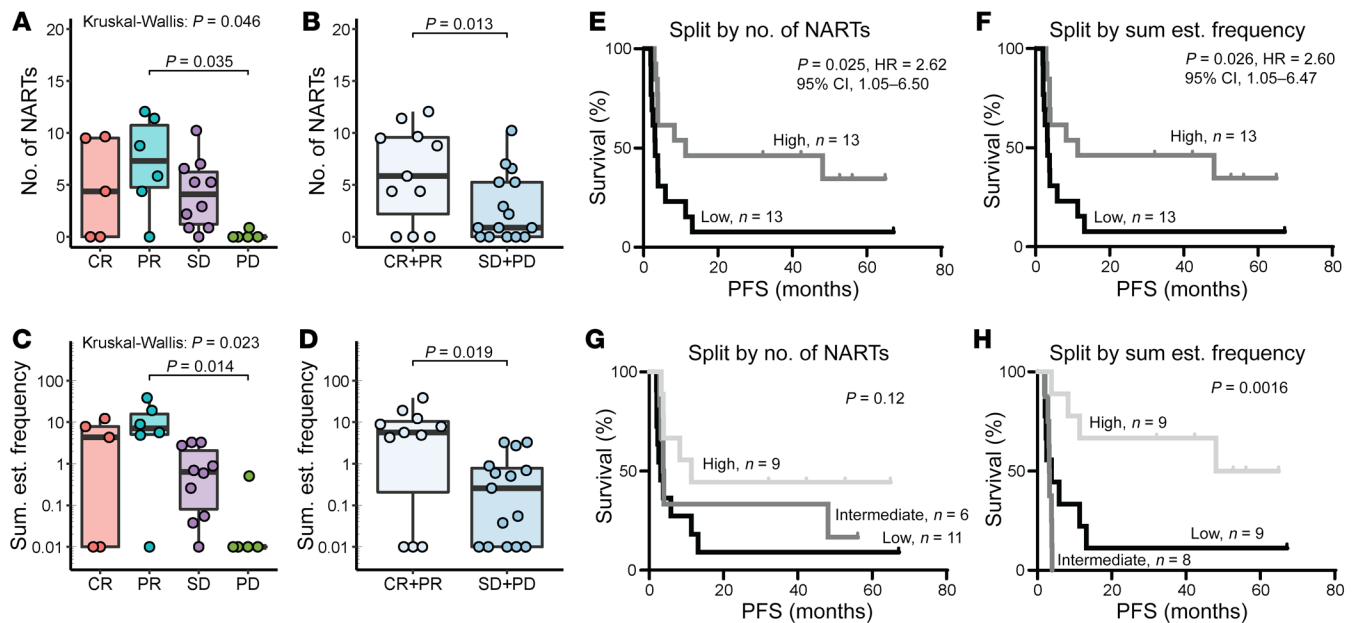 A
Kruskal-Wallis: P = 0.046
P = 0.035
No. of NARTs
20
15
10
5
0
CR PR SD PD
B
P = 0.013
No. of NARTs
20
15
10
5
0
CR+PR SD+PD
E
Split by no. of NARTs
P = 0.025, HR = 2.62
95% CI, 1.05–6.50
High, n = 13
Low, n = 13
Survival (%)
100
50
0
0 20 40 60 80
PFS (months)
F
Split by sum est. frequency
P = 0.026, HR = 2.60
95% CI, 1.05–6.47
High, n = 13
Low, n = 13
Survival (%)
100
50
0
0 20 40 60 80
PFS (months)
C
Kruskal-Wallis: P = 0.023
P = 0.014
Sum. est. frequency
100
10
1
0.1
0.01
CR PR SD PD
D
P = 0.019
Sum. est. frequency
100
10
1
0.1
0.01
CR+PR SD+PD
G
Split by no. of NARTs
P = 0.12
High, n = 9
Intermediate, n = 6
Low, n = 11
Survival (%)
100
50
0
0 20 40 60 80
PFS (months)
H
Split by sum est. frequency
P = 0.0016
High, n = 9
Low, n = 9
Intermediate, n = 8
Survival (%)
100
50
0
0 20 40 60 80
PFS (months)